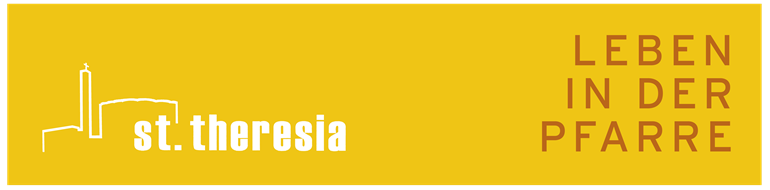 st. theresia
LEBEN
IN DER
PFARRE